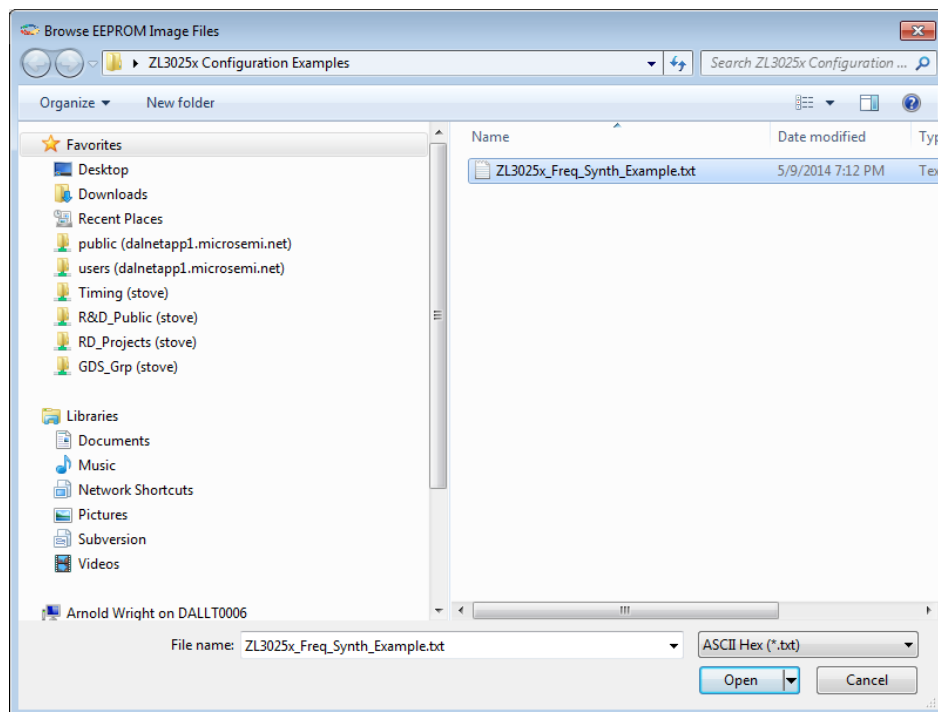 Browse EEPROM Image Files
ZL3025x Configuration Examples
Search ZL3025x Configuration ...
Organize
New folder
Favorites
Desktop
Downloads
Recent Places
public (dalnetapp1.microsemi.net)
users (dalnetapp1.microsemi.net)
Timing (stove)
R&D_Public (stove)
RD_Projects (stove)
GDS_Grp (stove)
Libraries
Documents
Music
Network Shortcuts
Pictures
Subversion
Videos
Arnold Wright on DALLT0006
Name Date modified Typ
ZL3025x_Freq_Synth_Example.txt 5/9/2014 7:12 PM Tex
File name: ZL3025x_Freq_Synth_Example.txt ASCII Hex (*.txt)
Open Cancel